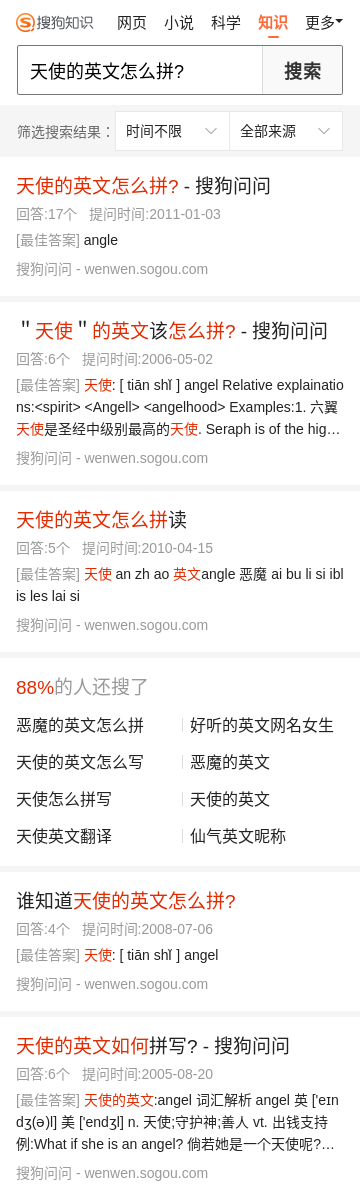 搜狗知识 网页 小说 科学 知识 更多
天使的英文怎么拼? 搜索
筛选搜索结果： 时间不限 全部来源
天使的英文怎么拼? - 搜狗问问
回答:17个 提问时间:2011-01-03
[最佳答案] angle
搜狗问问 - wenwen.sogou.com
＂天使＂的英文该怎么拼? - 搜狗问问
回答:6个 提问时间:2006-05-02
[最佳答案] 天使: [ tiān shǐ ] angel Relative explainatio
ns:<spirit> <Angell> <angelhood> Examples:1. 六翼
天使是圣经中级别最高的天使. Seraph is of the hig…
搜狗问问 - wenwen.sogou.com
天使的英文怎么拼读
回答:5个 提问时间:2010-04-15
[最佳答案] 天使 an zh ao 英文angle 恶魔 ai bu li si ibl
is les lai si
搜狗问问 - wenwen.sogou.com
88%的人还搜了
恶魔的英文怎么拼 好听的英文网名女生
天使的英文怎么写 恶魔的英文
天使怎么拼写 天使的英文
天使英文翻译 仙气英文昵称
谁知道天使的英文怎么拼?
回答:4个 提问时间:2008-07-06
[最佳答案] 天使: [ tiān shǐ ] angel
搜狗问问 - wenwen.sogou.com
天使的英文如何拼写? - 搜狗问问
回答:6个 提问时间:2005-08-20
[最佳答案] 天使的英文:angel 词汇解析 angel 英 ['eɪn
dʒ(ə)l] 美 ['endʒl] n. 天使;守护神;善人 vt. 出钱支持
例:What if she is an angel? 倘若她是一个天使呢?…
搜狗问问 - wenwen.sogou.com